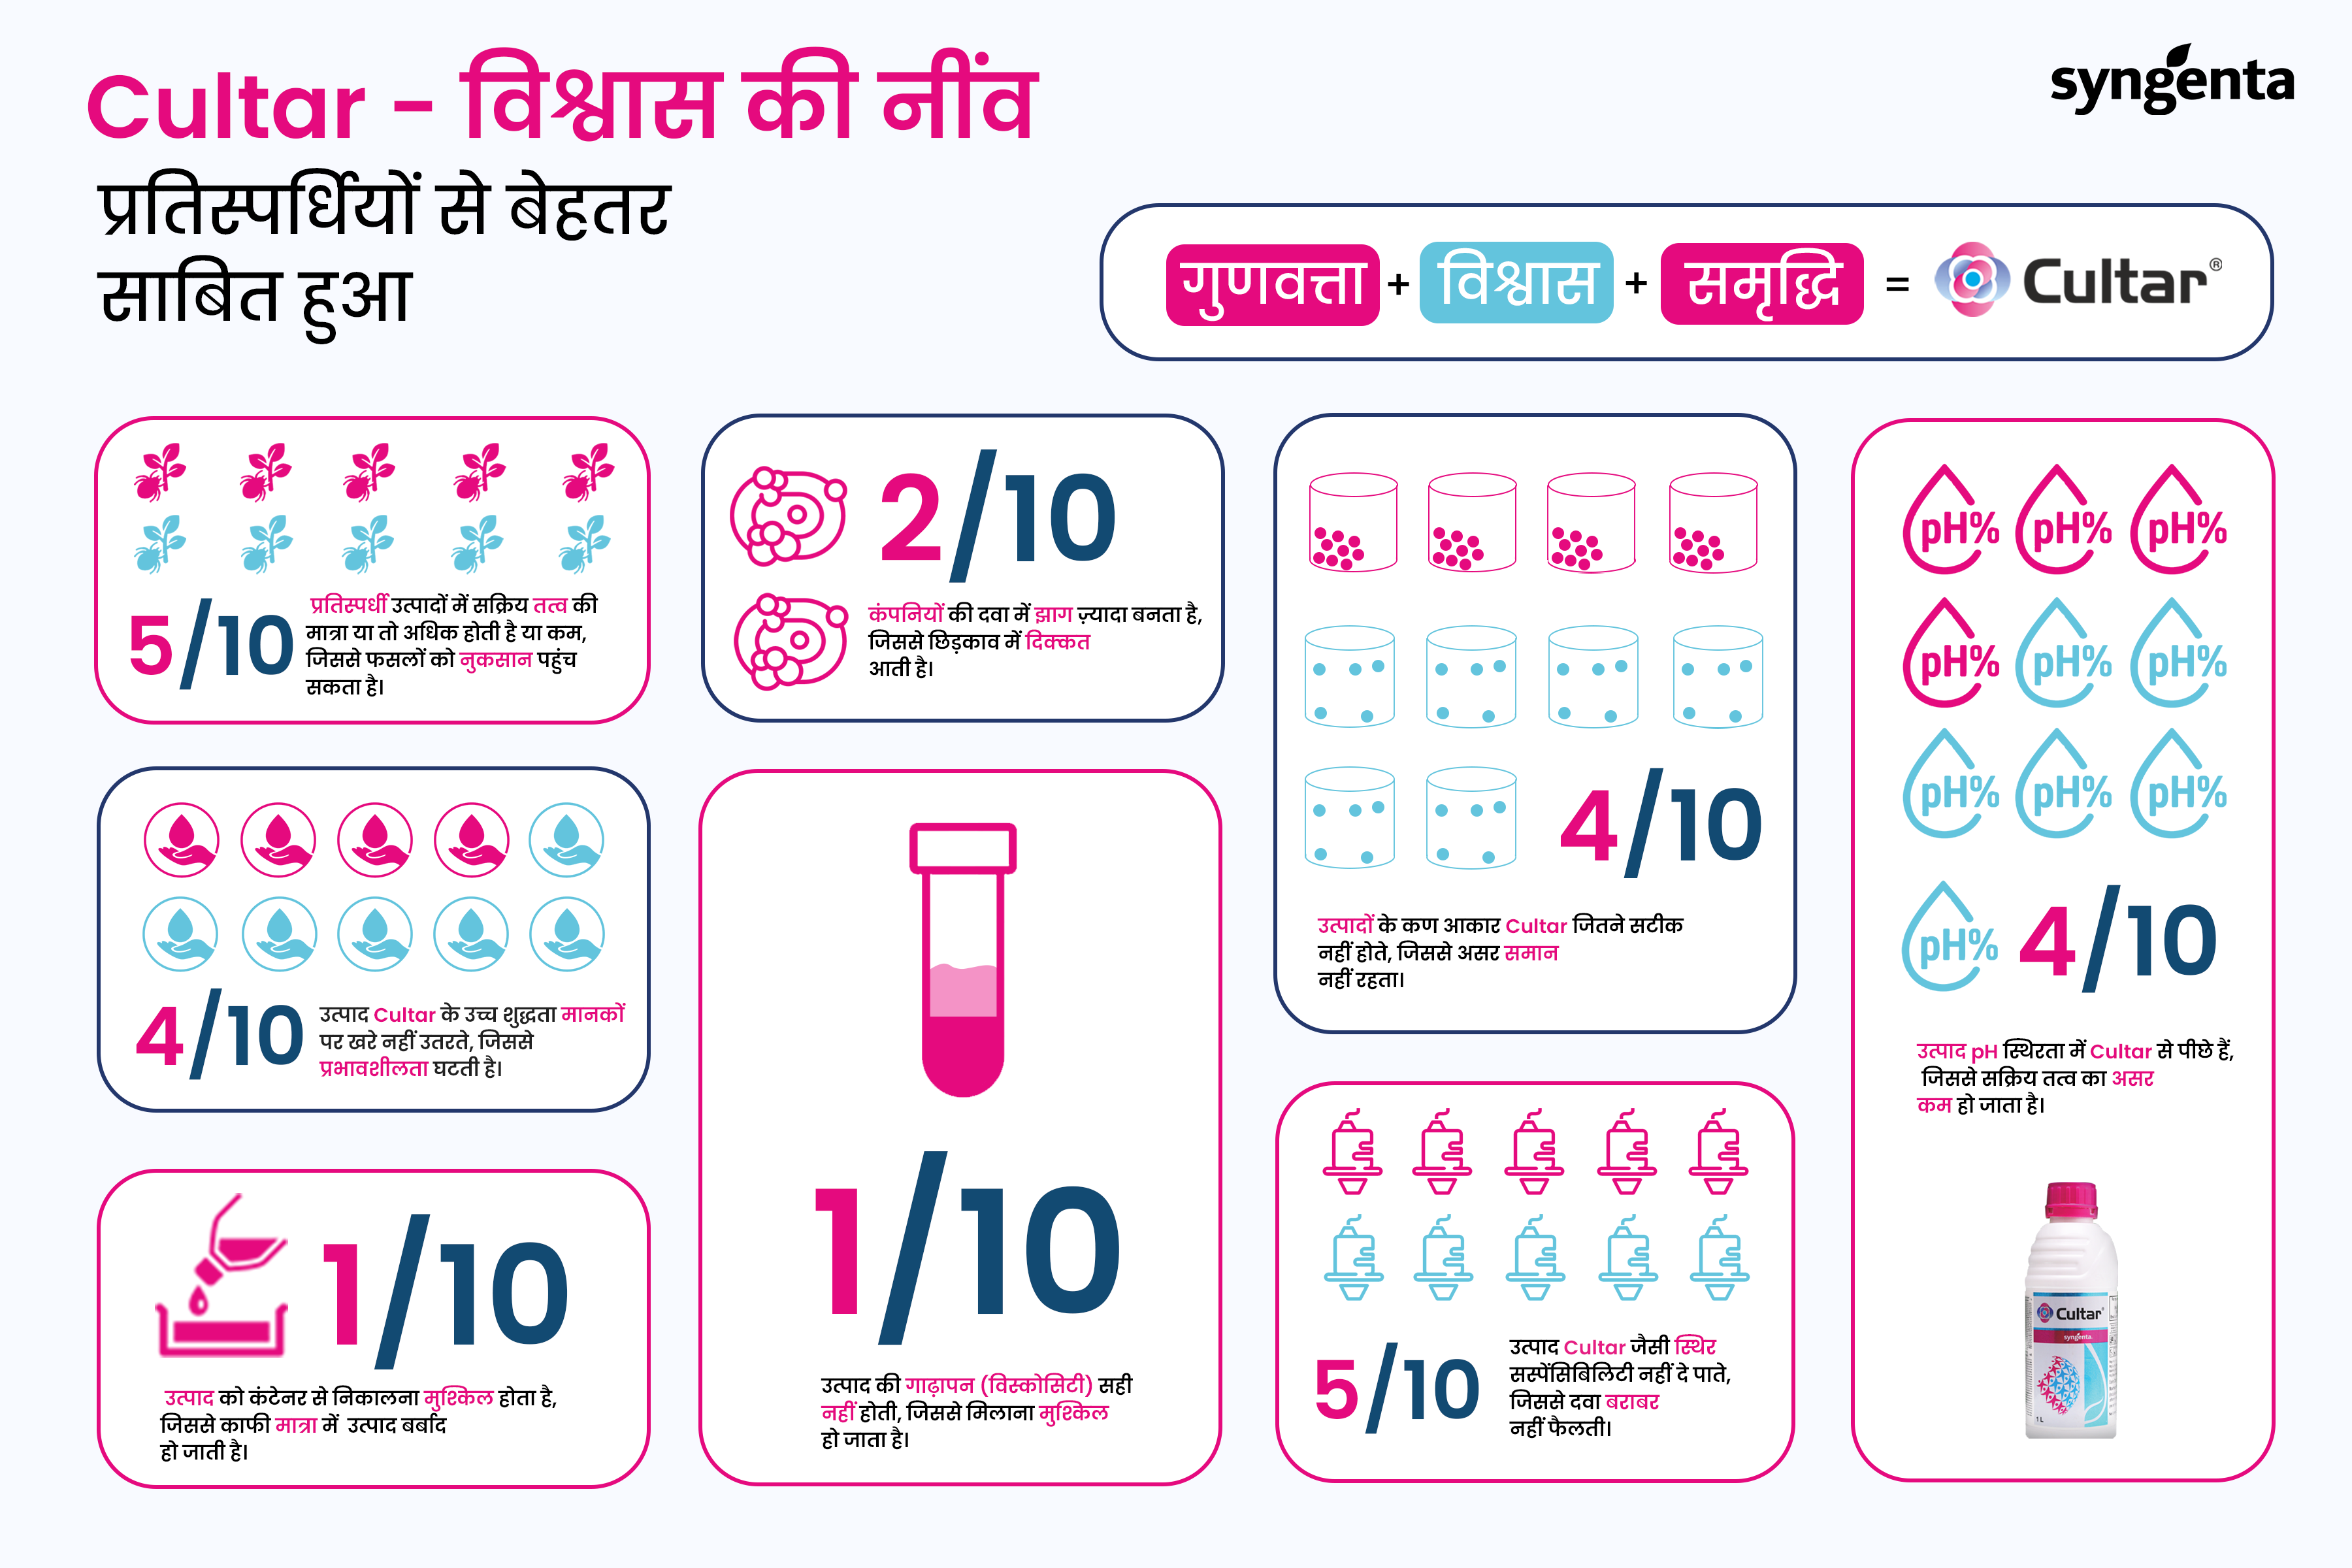 Cultar - विश्वास की नींव
syngenta
प्रतिस्पर्धियों से बेहतर
साबित हुआ
गुणवत्ता + विश्वास + समृद्धि = Cultar®
5/10
प्रतिस्पर्धी उत्पादों में सक्रिय तत्व की
मात्रा या तो अधिक होती है या कम,
जिससे फसलों को नुकसान पहुंच
सकता है।
2/10
कंपनियों की दवा में झाग ज़्यादा बनता है,
जिससे छिड़काव में दिक्कत
आती है।
4/10
उत्पादों के कण आकार Cultar जितने सटीक
नहीं होते, जिससे असर समान
नहीं रहता।
pH% pH% pH%
pH% pH% pH%
pH% pH% pH%
pH% 4/10
उत्पाद pH स्थिरता में Cultar से पीछे हैं,
जिससे सक्रिय तत्व का असर
कम हो जाता है।
4/10
उत्पाद Cultar के उच्च शुद्धता मानकों
पर खरे नहीं उतरते, जिससे
प्रभावशीलता घटती है।
1/10
उत्पाद को कंटेनर से निकालना मुश्किल होता है,
जिससे काफी मात्रा में उत्पाद बर्बाद
हो जाती है।
1/10
उत्पाद की गाढ़ापन (विस्कोसिटी) सही
नहीं होती, जिससे मिलाना मुश्किल
हो जाता है।
5/10
उत्पाद Cultar जैसी स्थिर
सस्पेंसिबिलिटी नहीं दे पाते,
जिससे दवा बराबर
नहीं फैलती।
Cultar®
syngenta
1 L